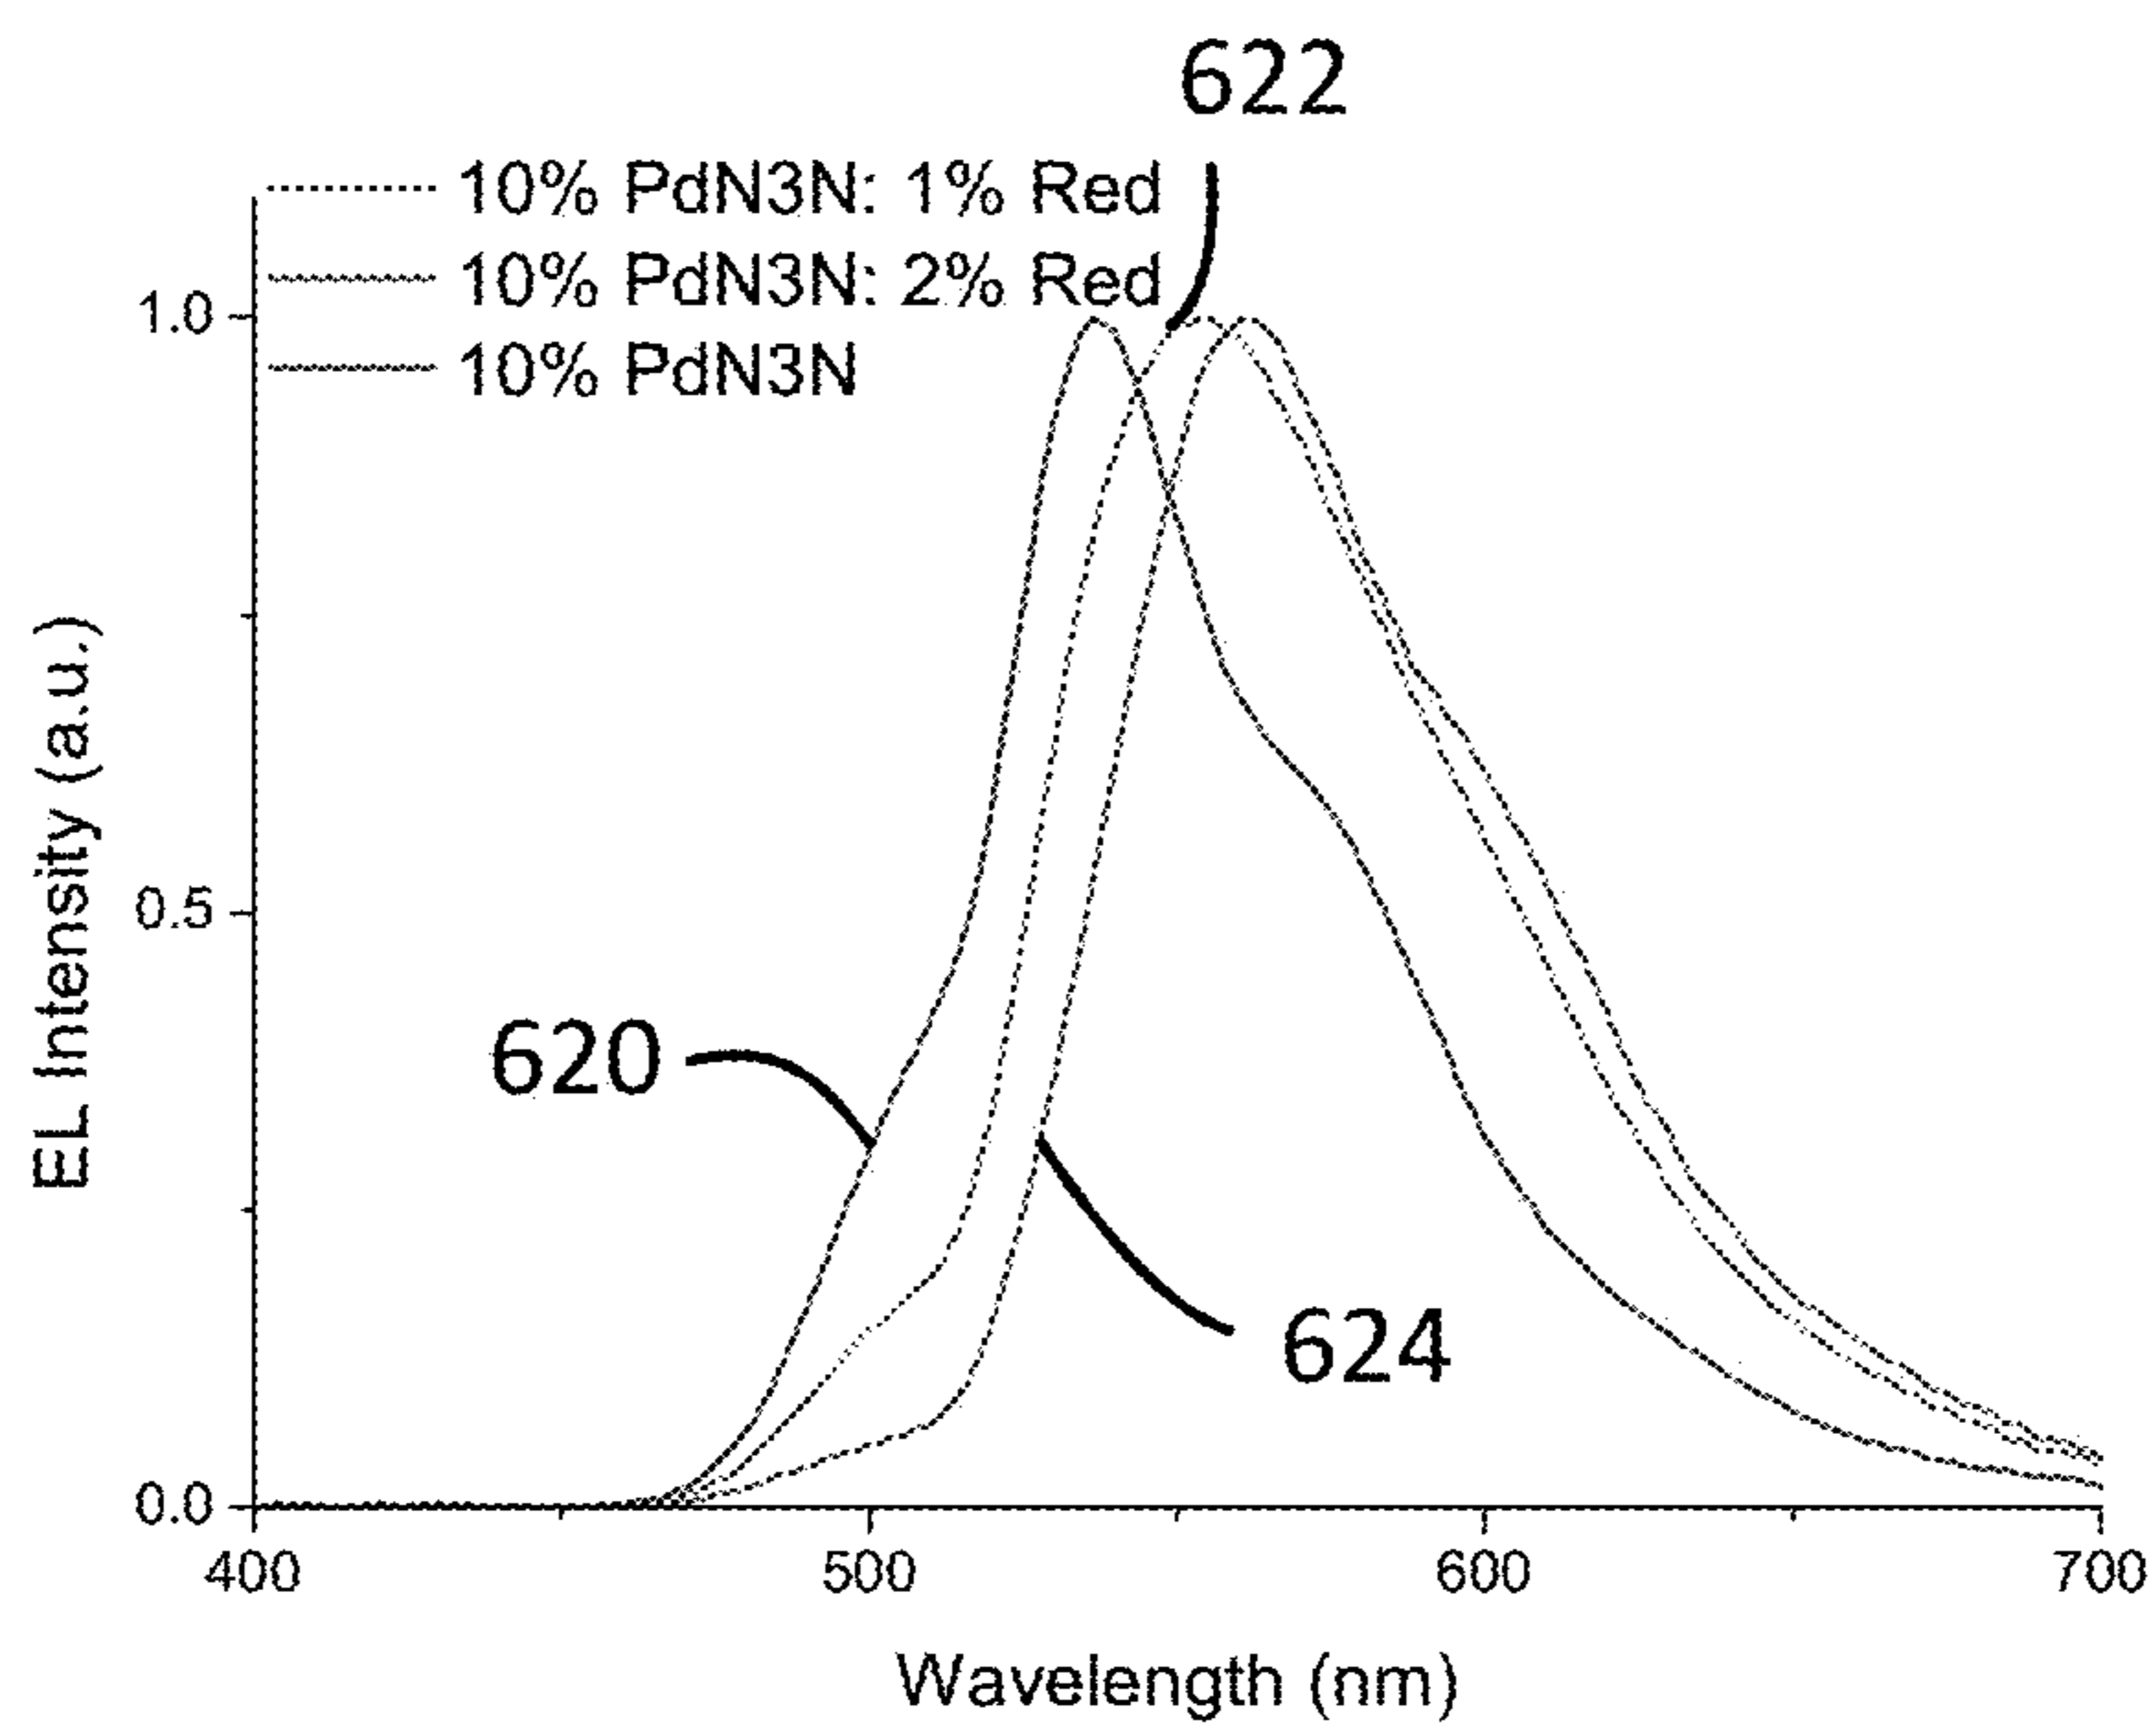 622
10% PdN3N: 1% Red
10% PdN3N: 2% Red
10% PdN3N
1.0
0.5
0.0
EL Intensity (a.u.)
620
624
400
500
600
700
Wavelength (nm)